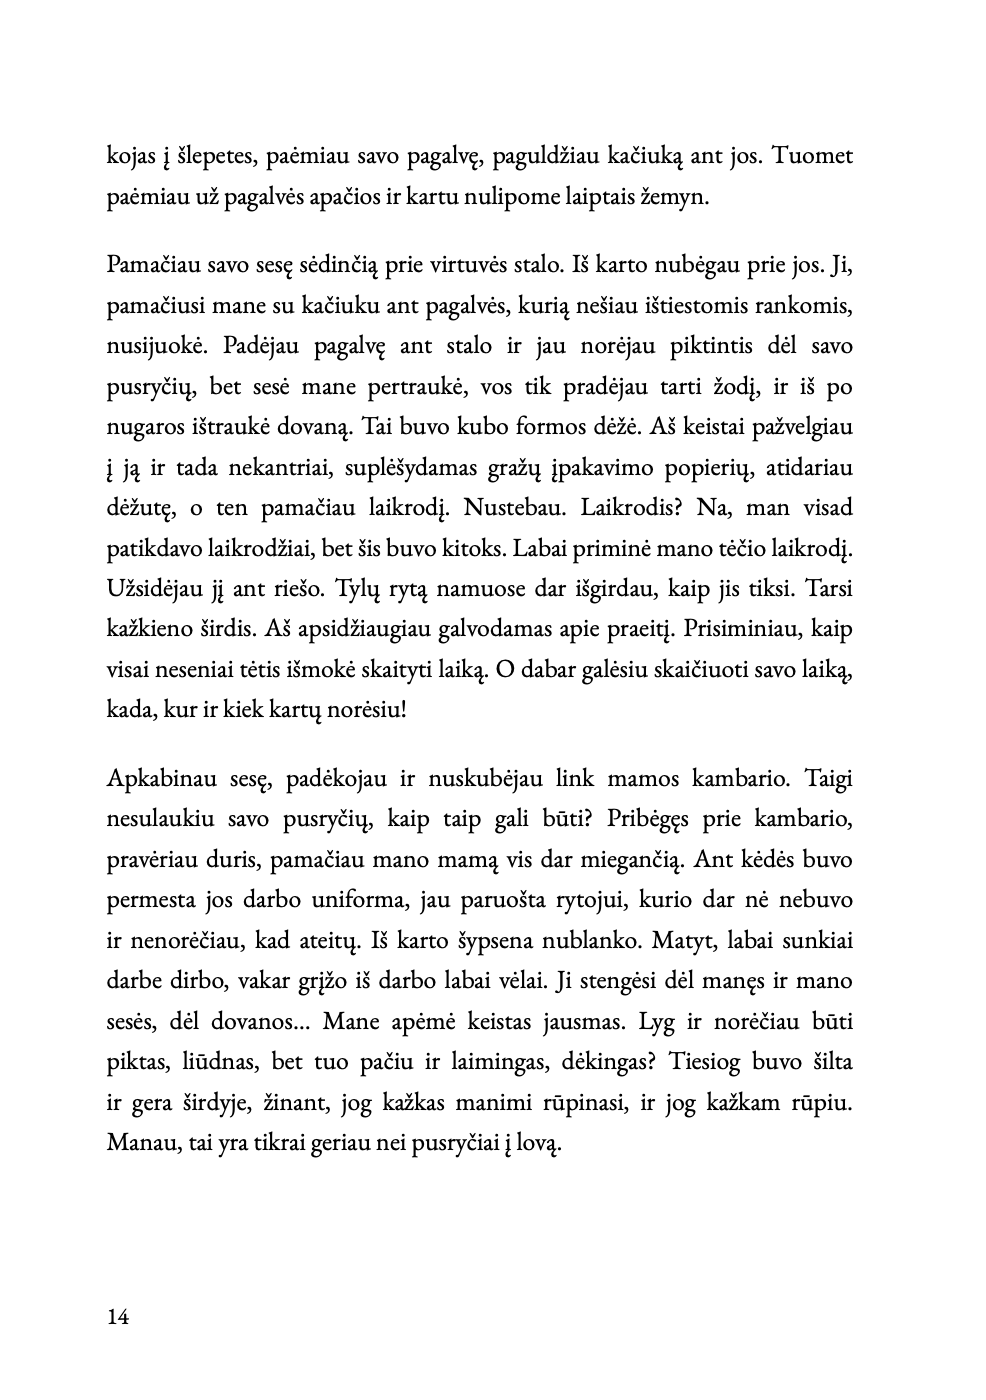 kojas į šlepetes, paėmiau savo pagalvę, paguldžiau kačiuką ant jos. Tuomet
paėmiau už pagalvės apačios ir kartu nulipome laiptais žemyn.
Pamačiau savo sesę sėdinčią prie virtuvės stalo. Iš karto nubėgau prie jos. Ji,
pamačiusi mane su kačiuku ant pagalvės, kurią nešiau ištiestomis rankomis,
nusijuokė. Padėjau pagalvę ant stalo ir jau norėjau piktintis dėl savo
pusryčių, bet sesė mane pertraukė, vos tik pradėjau tarti žodį, ir iš po
nugaros ištraukė dovaną. Tai buvo kubo formos dėžė. Aš keistai pažvelgiau
į ją ir tada nekantriai, suplėšydamas gražų įpakavimo popierių, atidariau
dėžutę, o ten pamačiau laikrodį. Nustebau. Laikrodis? Na, man visad
patikdavo laikrodžiai, bet šis buvo kitoks. Labai priminė mano tėčio laikrodį.
Užsidėjau jį ant riešo. Tylų rytą namuose dar išgirdau, kaip jis tiksi. Tarsi
kažkieno širdis. Aš apsidžiaugiau galvodamas apie praeitį. Prisiminiau, kaip
visai neseniai tėtis išmokė skaityti laiką. O dabar galėsiu skaičiuoti savo laiką,
kada, kur ir kiek kartų norėsiu!
Apkabinau sesę, padėkojau ir nuskubėjau link mamos kambario. Taigi
nesulaukiu savo pusryčių, kaip taip gali būti? Pribėgęs prie kambario,
pravėriau duris, pamačiau mano mamą vis dar miegančią. Ant kėdės buvo
permesta jos darbo uniforma, jau paruošta rytojui, kurio dar nė nebuvo
ir nenorėčiau, kad ateitų. Iš karto šypsena nublanko. Matyt, labai sunkiai
darbe dirbo, vakar grįžo iš darbo labai vėlai. Ji stengėsi dėl manęs ir mano
sesės, dėl dovanos... Mane apėmė keistas jausmas. Lyg ir norėčiau būti
piktas, liūdnas, bet tuo pačiu ir laimingas, dėkingas? Tiesiog buvo šilta
ir gera širdyje, žinant, jog kažkas manimi rūpinasi, ir jog kažkam rūpiu.
Manau, tai yra tikrai geriau nei pusryčiai į lovą.
14